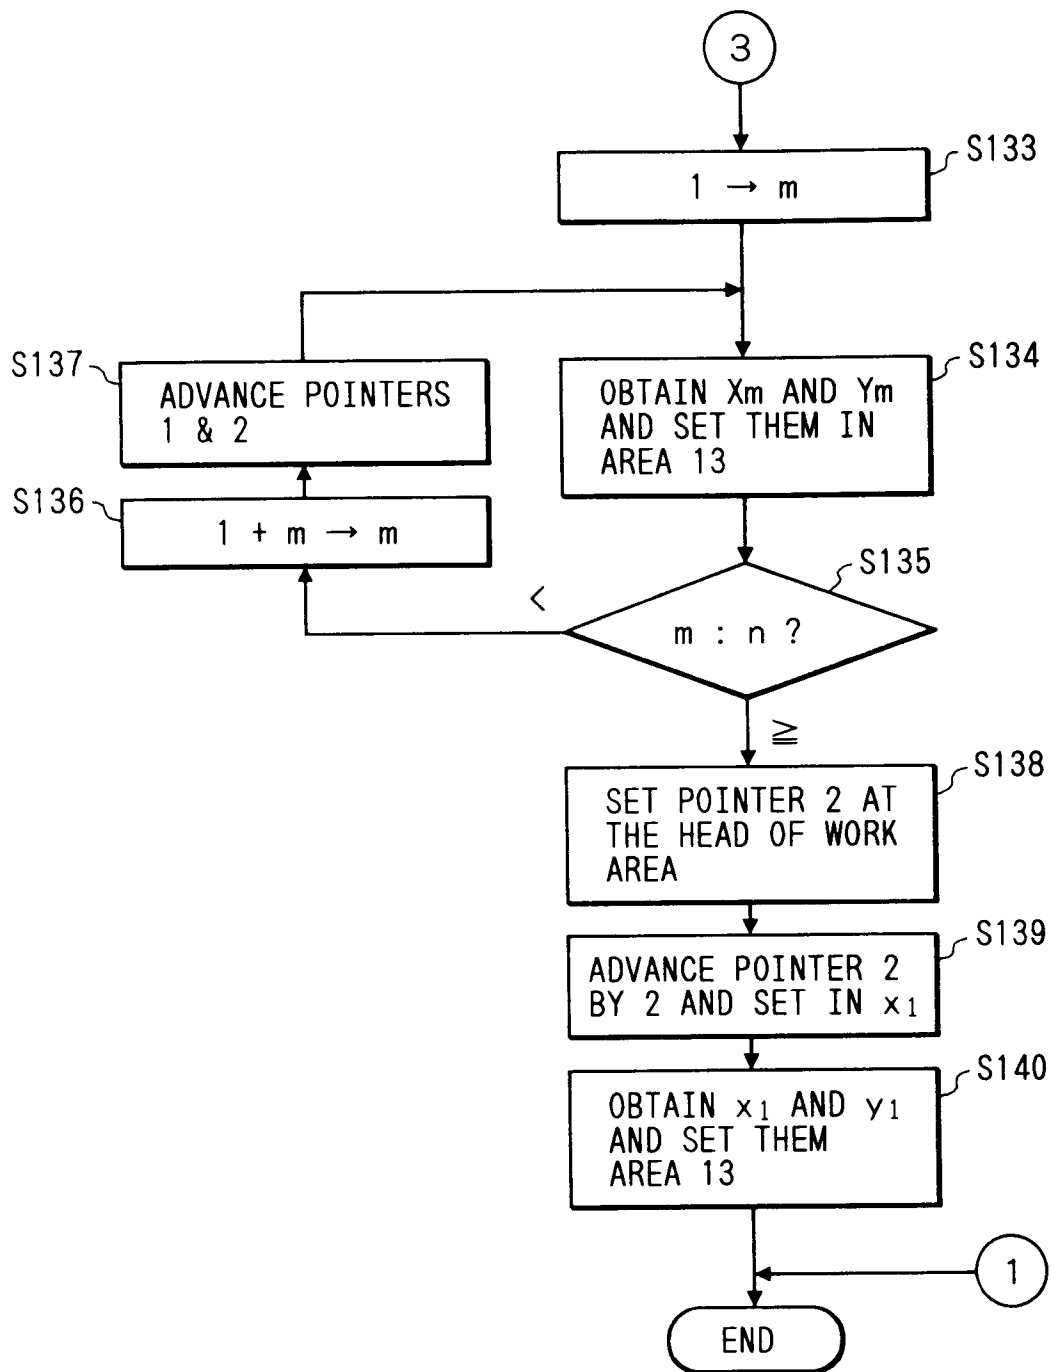 3
S133
1 → m
S137
ADVANCE POINTERS
1 & 2
S134
OBTAIN Xm AND Ym
AND SET THEM IN
AREA 13
S136
1 + m → m
S135
<
m : n ?
≧
S138
SET POINTER 2 AT
THE HEAD OF WORK
AREA
S139
ADVANCE POINTER 2
BY 2 AND SET IN x₁
S140
OBTAIN x₁ AND y₁
AND SET THEM
AREA 13
1
END